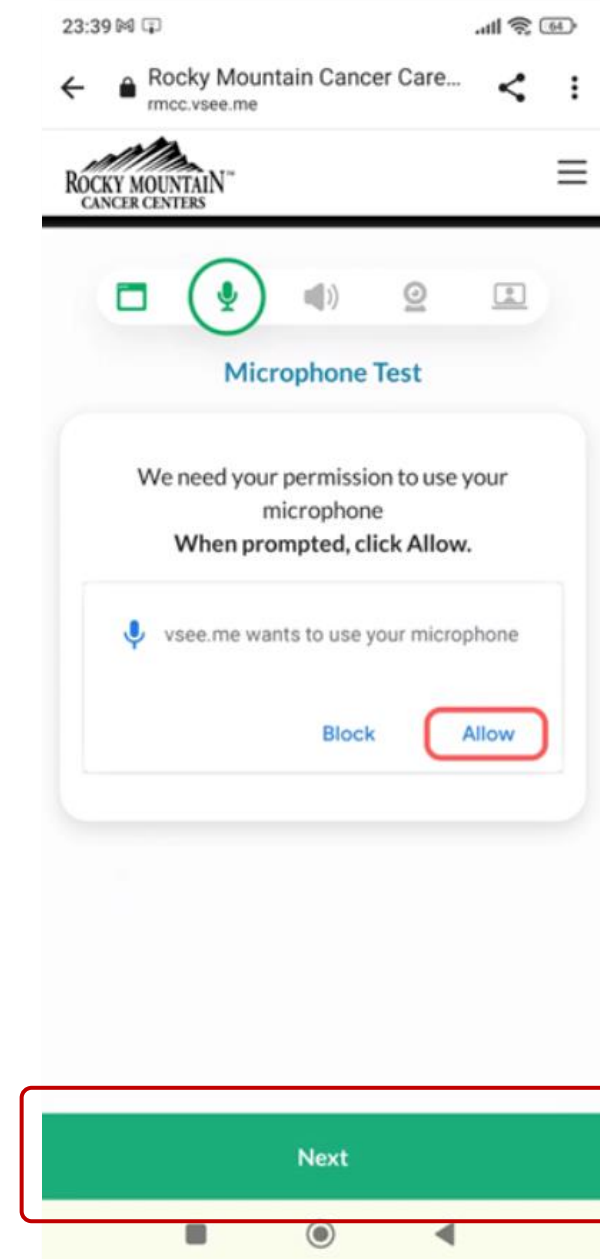 23:39
64
Rocky Mountain Cancer Care...
rmcc.vsee.me
ROCKY MOUNTAIN™
CANCER CENTERS
Microphone Test
We need your permission to use your
microphone
When prompted, click Allow.
vsee.me wants to use your microphone
Block Allow
Next